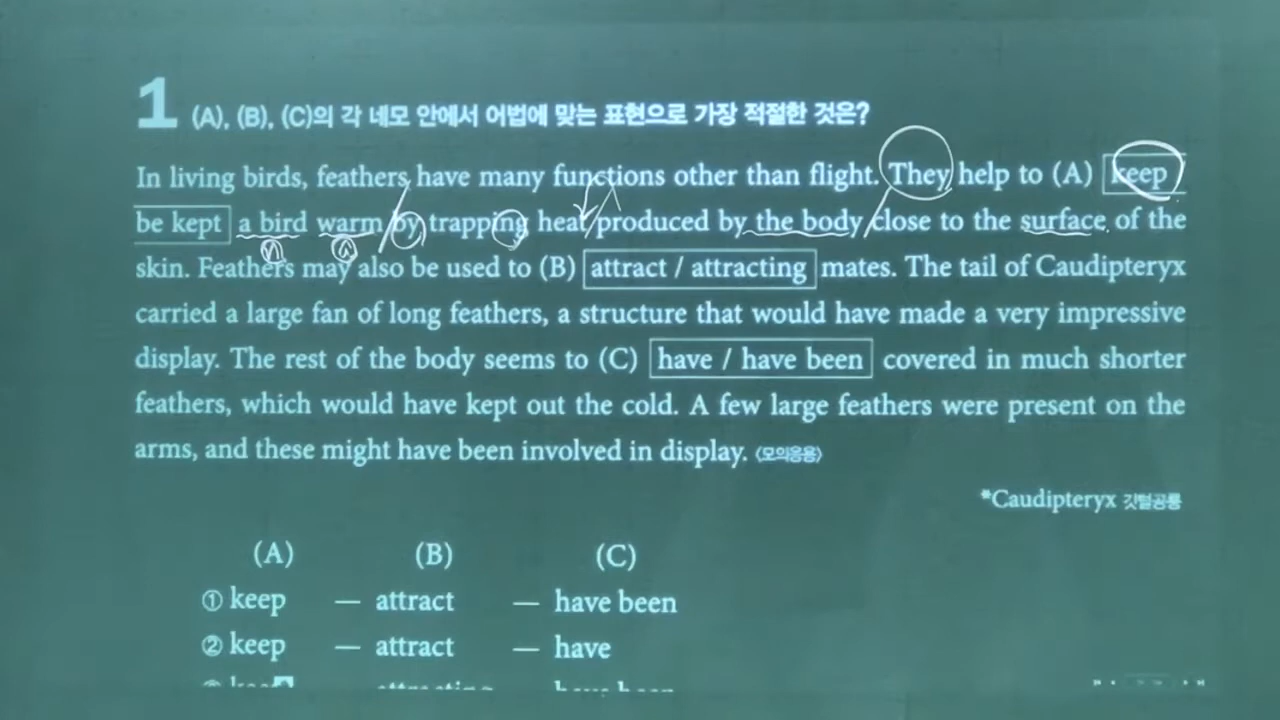 1 (A), (B), (C)의 각 네모 안에서 어법에 맞는 표현으로 가장 적절한 것은?
In living birds, feathers have many functions other than flight. They help to (A) keep
be kept a bird warm by trapping heat produced by the body close to the surface of the
n a
skin. Feathers may also be used to (B) attract / attracting mates. The tail of Caudipteryx
carried a large fan of long feathers, a structure that would have made a very impressive
display. The rest of the body seems to (C) have / have been covered in much shorter
feathers, which would have kept out the cold. A few large feathers were present on the
arms, and these might have been involved in display. <모의응용>
*Caudipteryx 깃털공룡
(A) (B) (C)
① keep — attract — have been
② keep — attract — have